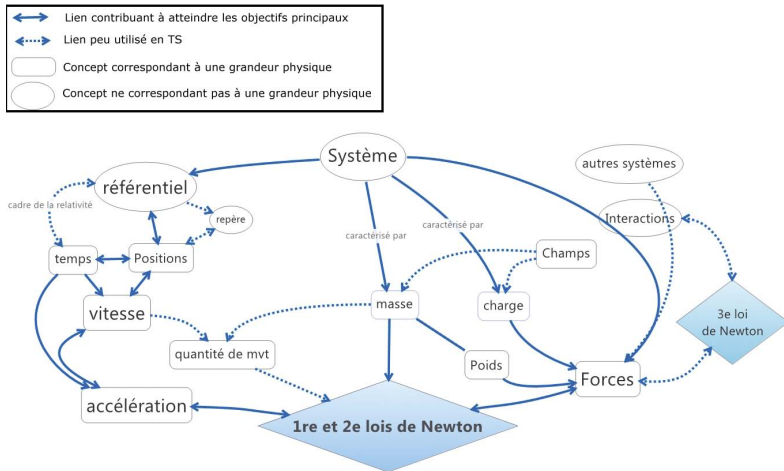 Lien contribuant à atteindre les objectifs principaux
Lien peu utilisé en TS
Concept correspondant à une grandeur physique
Concept ne correspondant pas à une grandeur physique
Système
autres systèmes
référentiel
cadre de la relativité
repère
Interactions
caractérisé par
caractérisé par
temps
Positions
Champs
vitesse
masse
charge
3e loi
de Newton
quantité de mvt
Poids
Forces
accélération
1re et 2e lois de Newton